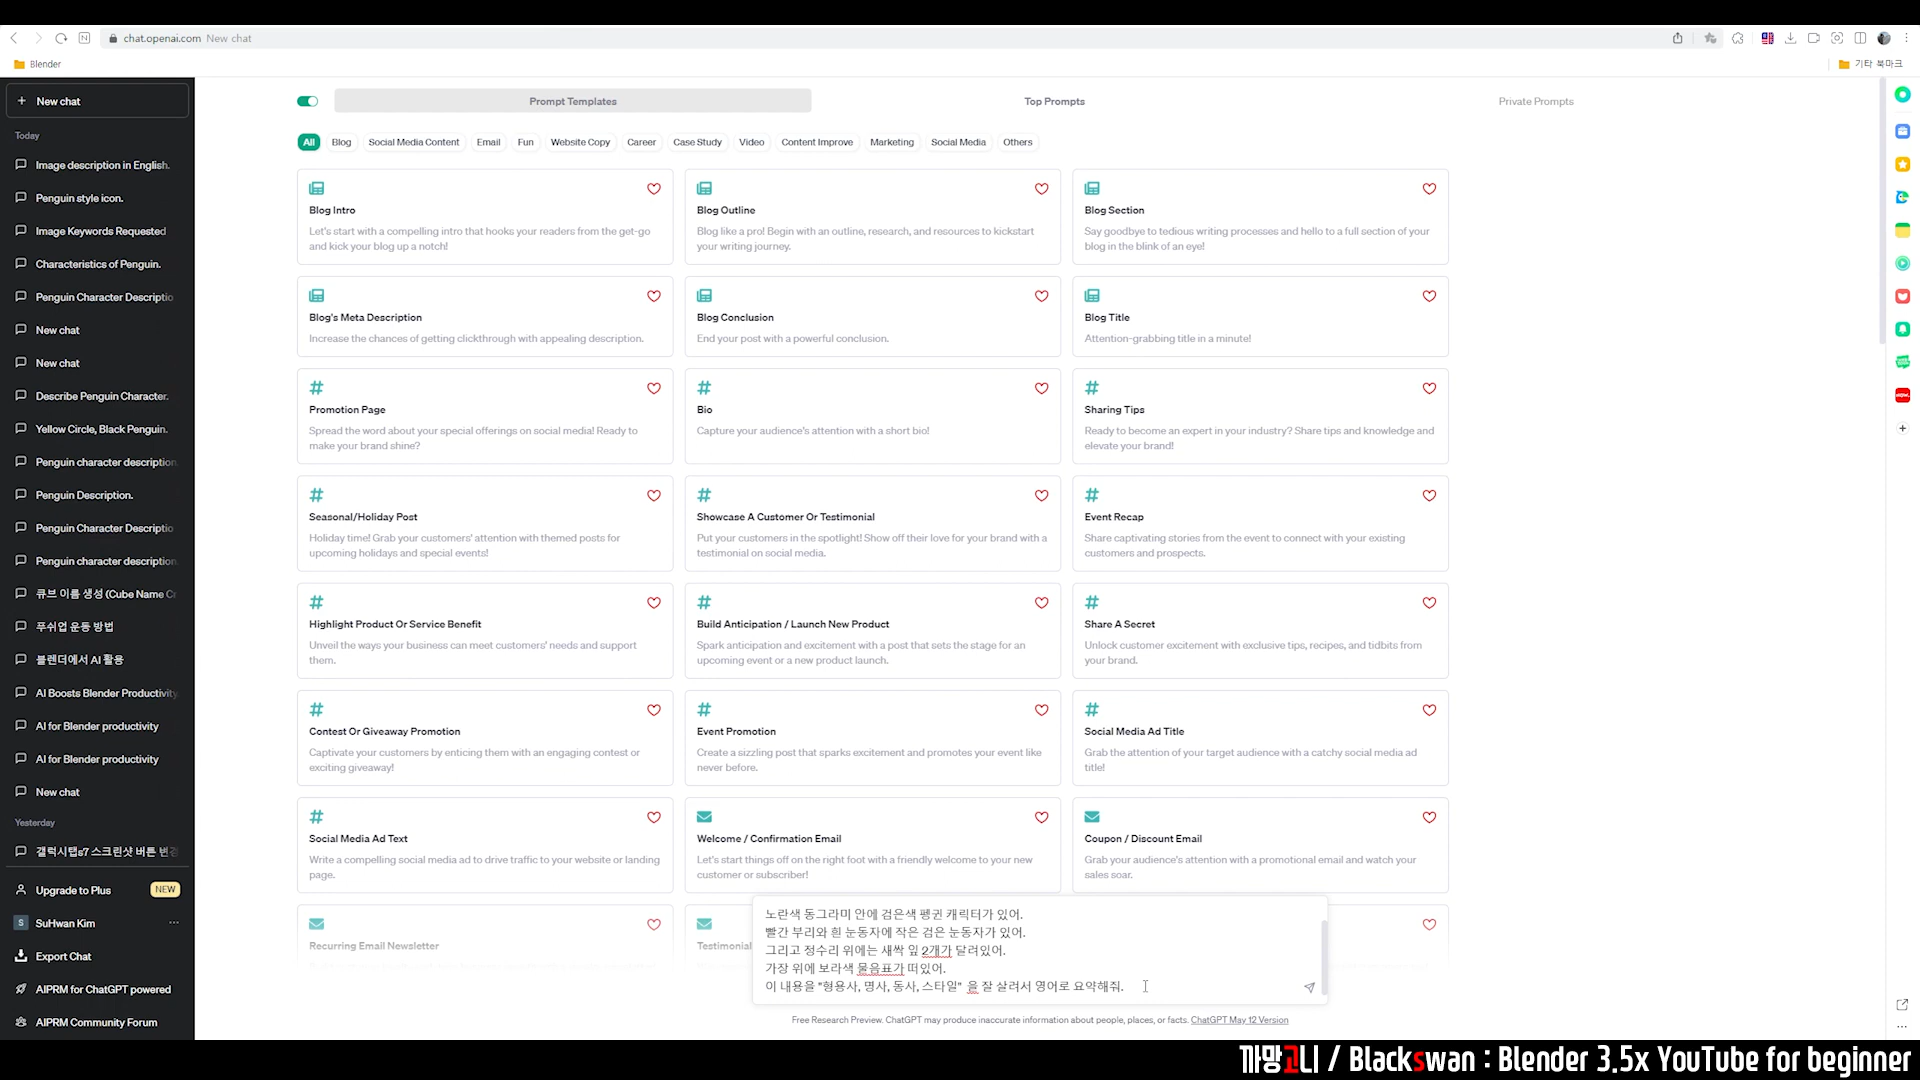 chat.openai.com New chat
Blender
기타 북마크
New chat
Today
Image description in English.
Penguin style icon.
Image Keywords Requested
Characteristics of Penguin.
Penguin Character Descriptio
New chat
New chat
Describe Penguin Character.
Yellow Circle, Black Penguin.
Penguin character description
Penguin Description.
Penguin Character Descriptio
Penguin character description
큐브 이름 생성 (Cube Name Cr
푸쉬업 운동 방법
블렌더에서 AI 활용
AI Boosts Blender Productivity
AI for Blender productivity
AI for Blender productivity
New chat
Yesterday
갤럭시탭s7 스크린샷 버튼 변경
Upgrade to Plus NEW
S SuHwan Kim
Export Chat
AIPRM for ChatGPT powered
AIPRM Community Forum
Prompt Templates Top Prompts Private Prompts
All Blog Social Media Content Email Fun Website Copy Career Case Study Video Content Improve Marketing Social Media Others
Blog Intro
Let's start with a compelling intro that hooks your readers from the get-go
and kick your blog up a notch!
Blog Outline
Blog like a pro! Begin with an outline, research, and resources to kickstart
your writing journey.
Blog Section
Say goodbye to tedious writing processes and hello to a full section of your
blog in the blink of an eye!
Blog's Meta Description
Increase the chances of getting clickthrough with appealing description.
Blog Conclusion
End your post with a powerful conclusion.
Blog Title
Attention-grabbing title in a minute!
Promotion Page
Spread the word about your special offerings on social media! Ready to
make your brand shine?
Bio
Capture your audience's attention with a short bio!
Sharing Tips
Ready to become an expert in your industry? Share tips and knowledge and
elevate your brand!
Seasonal/Holiday Post
Holiday time! Grab your customers' attention with themed posts for
upcoming holidays and special events!
Showcase A Customer Or Testimonial
Put your customers in the spotlight! Show off their love for your brand with a
testimonial on social media.
Event Recap
Share captivating stories from the event to connect with your existing
customers and prospects.
Highlight Product Or Service Benefit
Unveil the ways your business can meet customers' needs and support
them.
Build Anticipation / Launch New Product
Spark anticipation and excitement with a post that sets the stage for an
upcoming event or a new product launch.
Share A Secret
Unlock customer excitement with exclusive tips, recipes, and tidbits from
your brand.
Contest Or Giveaway Promotion
Captivate your customers by enticing them with an engaging contest or
exciting giveaway!
Event Promotion
Create a sizzling post that sparks excitement and promotes your event like
never before.
Social Media Ad Title
Grab the attention of your target audience with a catchy social media ad
title!
Social Media Ad Text
Write a compelling social media ad to drive traffic to your website or landing
page.
Welcome / Confirmation Email
Let's start things off on the right foot with a friendly welcome to your new
customer or subscriber!
Coupon / Discount Email
Grab your audience's attention with a promotional email and watch your
sales soar.
Recurring Email Newsletter
Testimonial
노란색 동그라미 안에 검은색 펭귄 캐릭터가 있어.
빨간 부리와 흰 눈동자에 작은 검은 눈동자가 있어.
그리고 정수리 위에는 새싹 잎 2개가 달려있어.
가장 위에 보라색 물음표가 떠있어.
이 내용을 "형용사, 명사, 동사, 스타일" 을 잘 살려서 영어로 요약해줘.
Free Research Preview. ChatGPT may produce inaccurate information about people, places, or facts. ChatGPT May 12 Version
까망고니 / Blackswan : Blender 3.5x YouTube for beginner